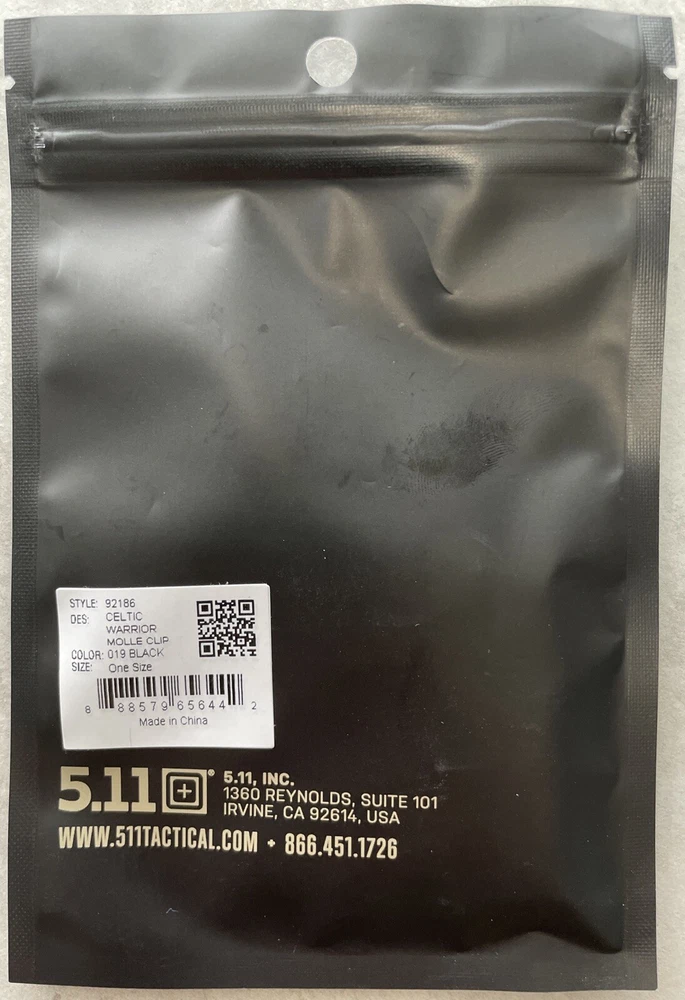 STYLE: 92186
DES: CELTIC
WARRIOR
MOLLE CLIP
COLOR: 019 BLACK
SIZE: One Size
8 88579 65644 2
Made in China
5.11®
5.11, INC.
1360 REYNOLDS, SUITE 101
IRVINE, CA 92614, USA
WWW.511TACTICAL.COM • 866.451.1726